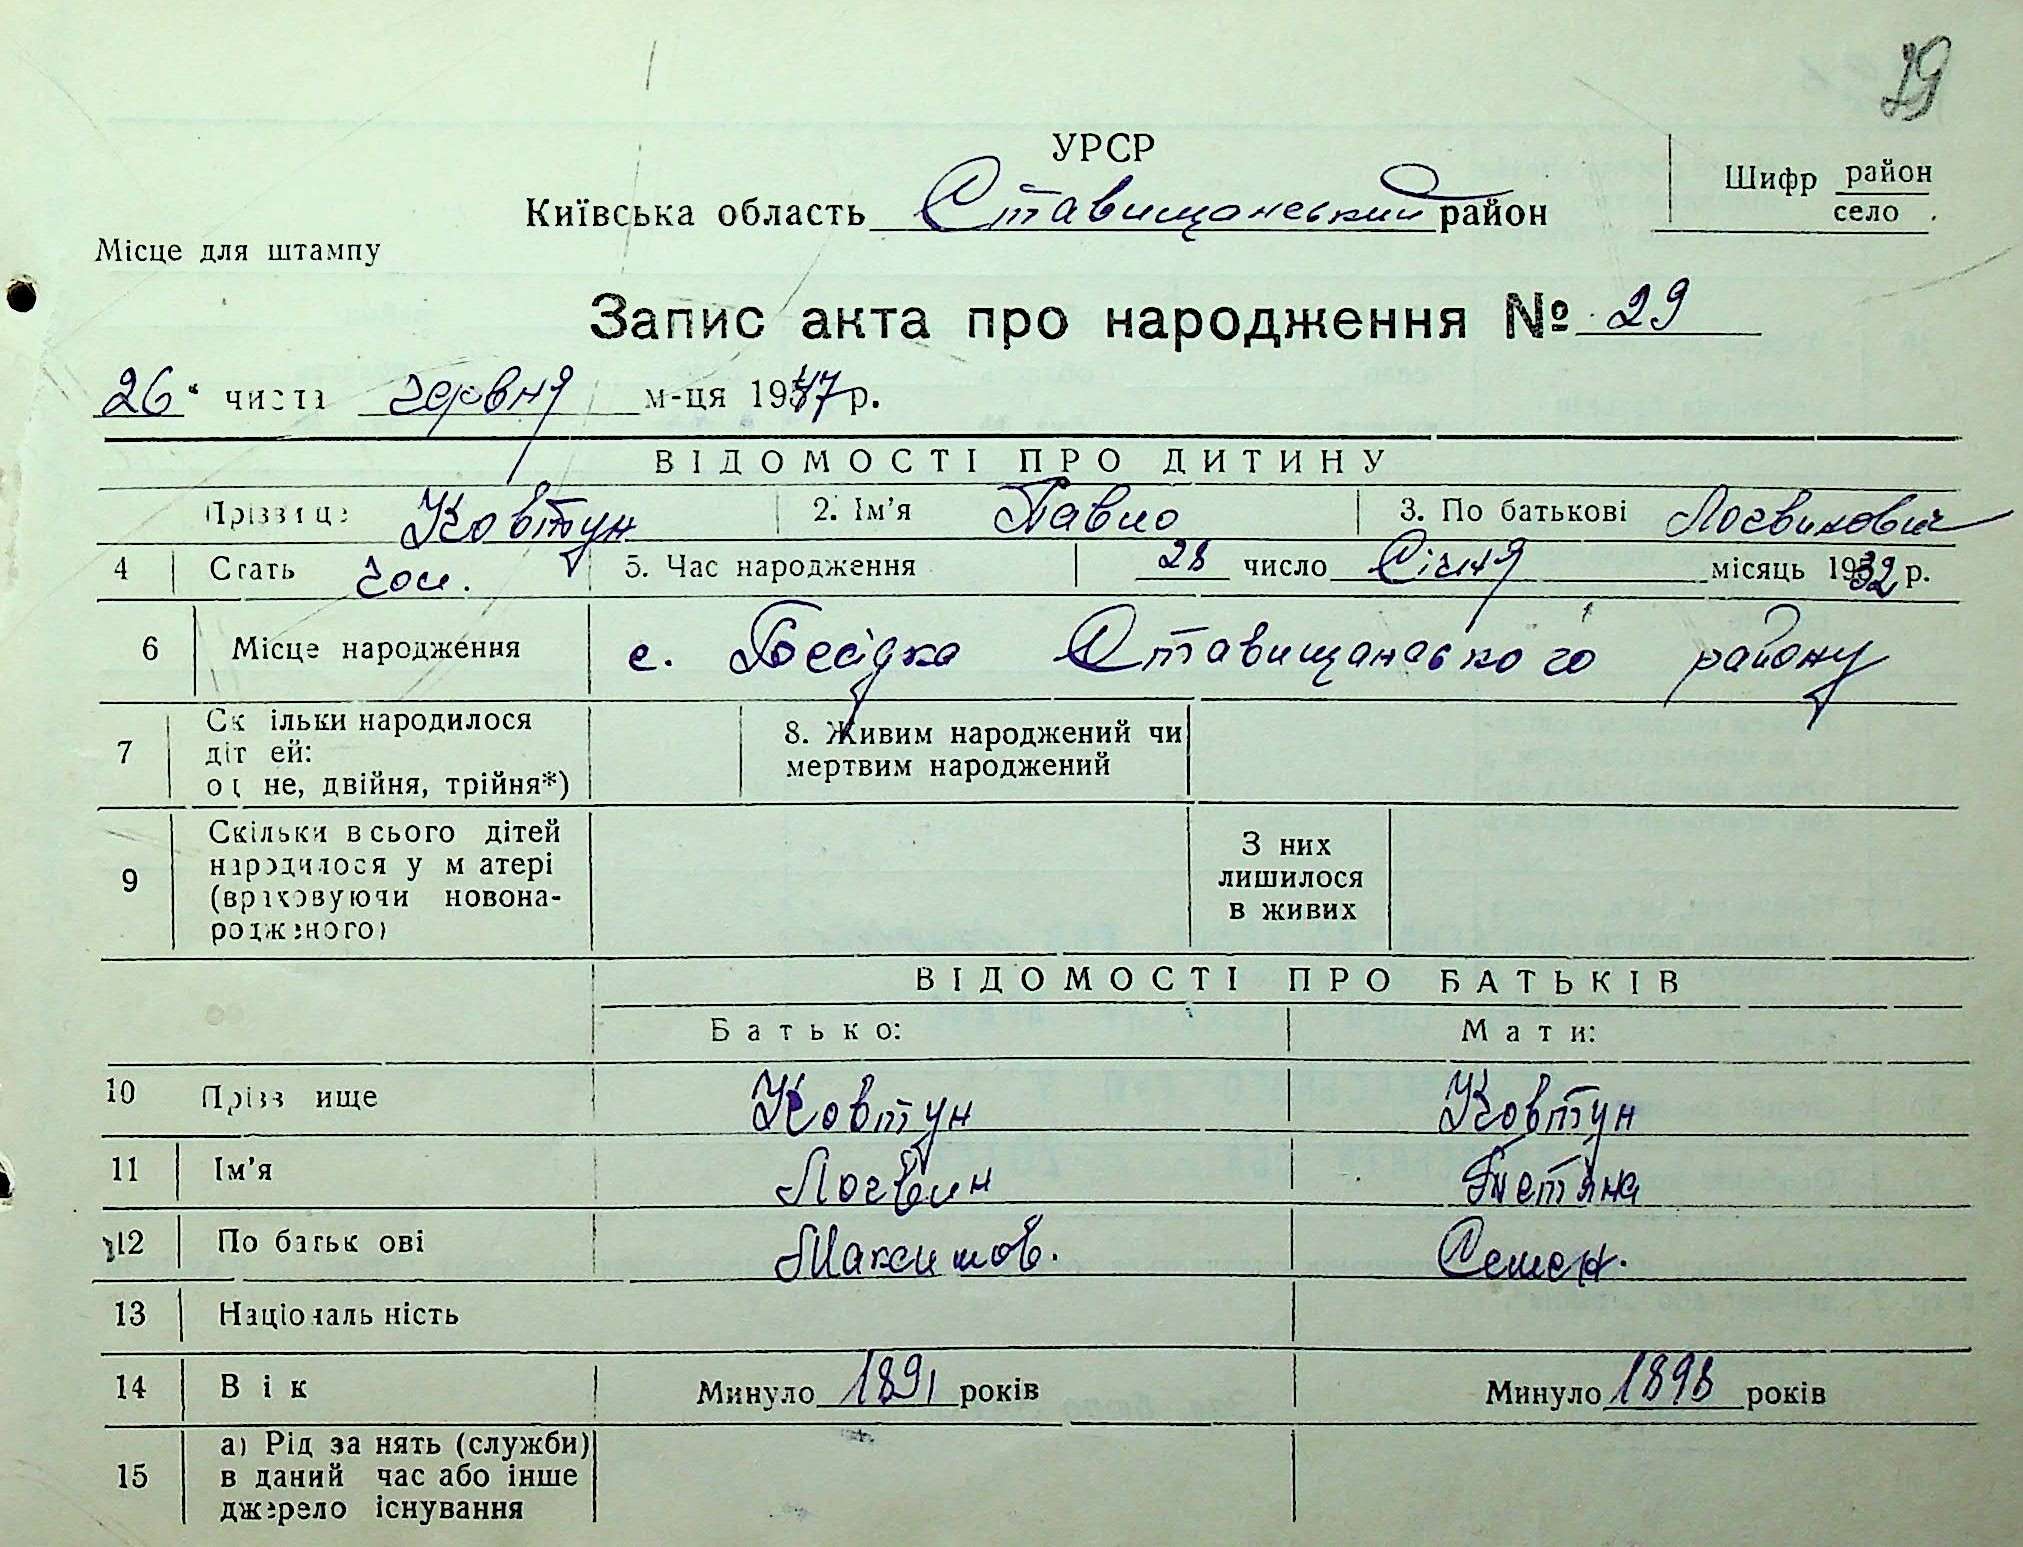 29
УРСР
Київська область Ставищанський район
Шифр район
село
Місце для штампу
Запис акта про народження № 29
26 " числа червня м-ця 1947 р.
ВІДОМОСТІ ПРО ДИТИНУ
Прізвище Ковтун 2. Ім'я Павло 3. По батькові Логвинович
4 Стать чол. 5. Час народження 28 число Січня місяць 1932 р.
6 Місце народження с. Бесідка Ставищанського району
7 Скільки народилося дітей: одне, двійня, трійня*)
8. Живим народжений чи мертвим народжений
9 Скільки всього дітей народилося у матері (враховуючи новонародженого)
З них лишилося в живих
ВІДОМОСТІ ПРО БАТЬКІВ
Батько: Мати:
10 Прізвище Ковтун Ковтун
11 Ім'я Логвин Тетяна
12 По батькові Максимов. Семен.
13 Національність
14 Вік Минуло 1891 років Минуло 1898 років
15 а) Рід занять (служби) в даний час або інше джерело існування